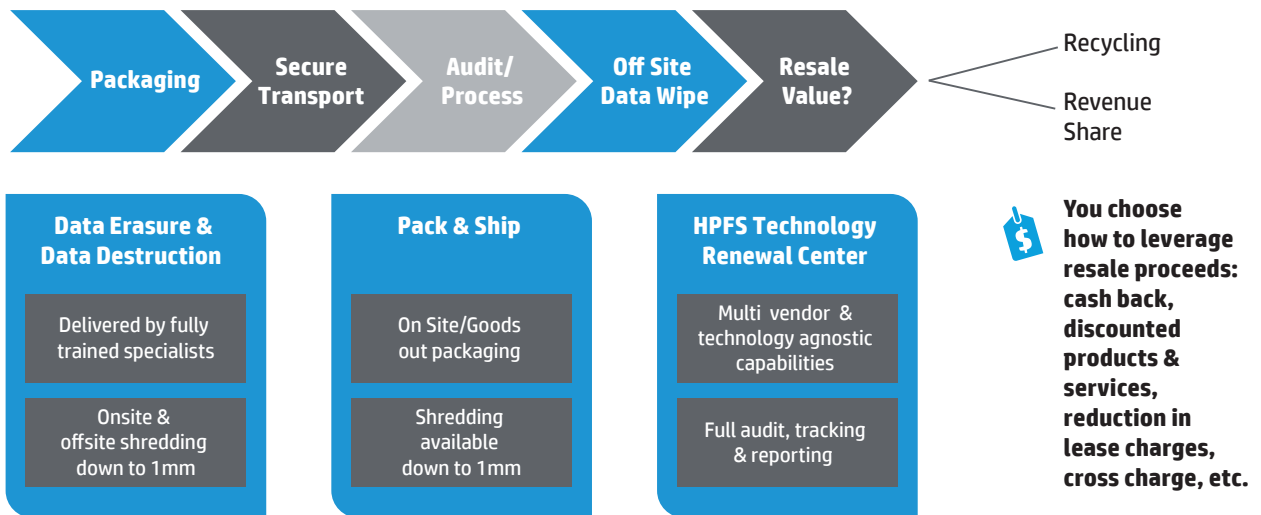 Packaging
Secure
Transport
Audit/
Process
Off Site
Data Wipe
Resale
Value?
Recycling
Revenue
Share
Data Erasure &
Data Destruction
Delivered by fully
trained specialists
Onsite &
offsite shredding
down to 1mm
Pack & Ship
On Site/Goods
out packaging
Shredding
available
down to 1mm
HPFS Technology
Renewal Center
Multi vendor &
technology agnostic
capabilities
Full audit, tracking
& reporting
$
You choose
how to leverage
resale proceeds:
cash back,
discounted
products &
services,
reduction in
lease charges,
cross charge, etc.